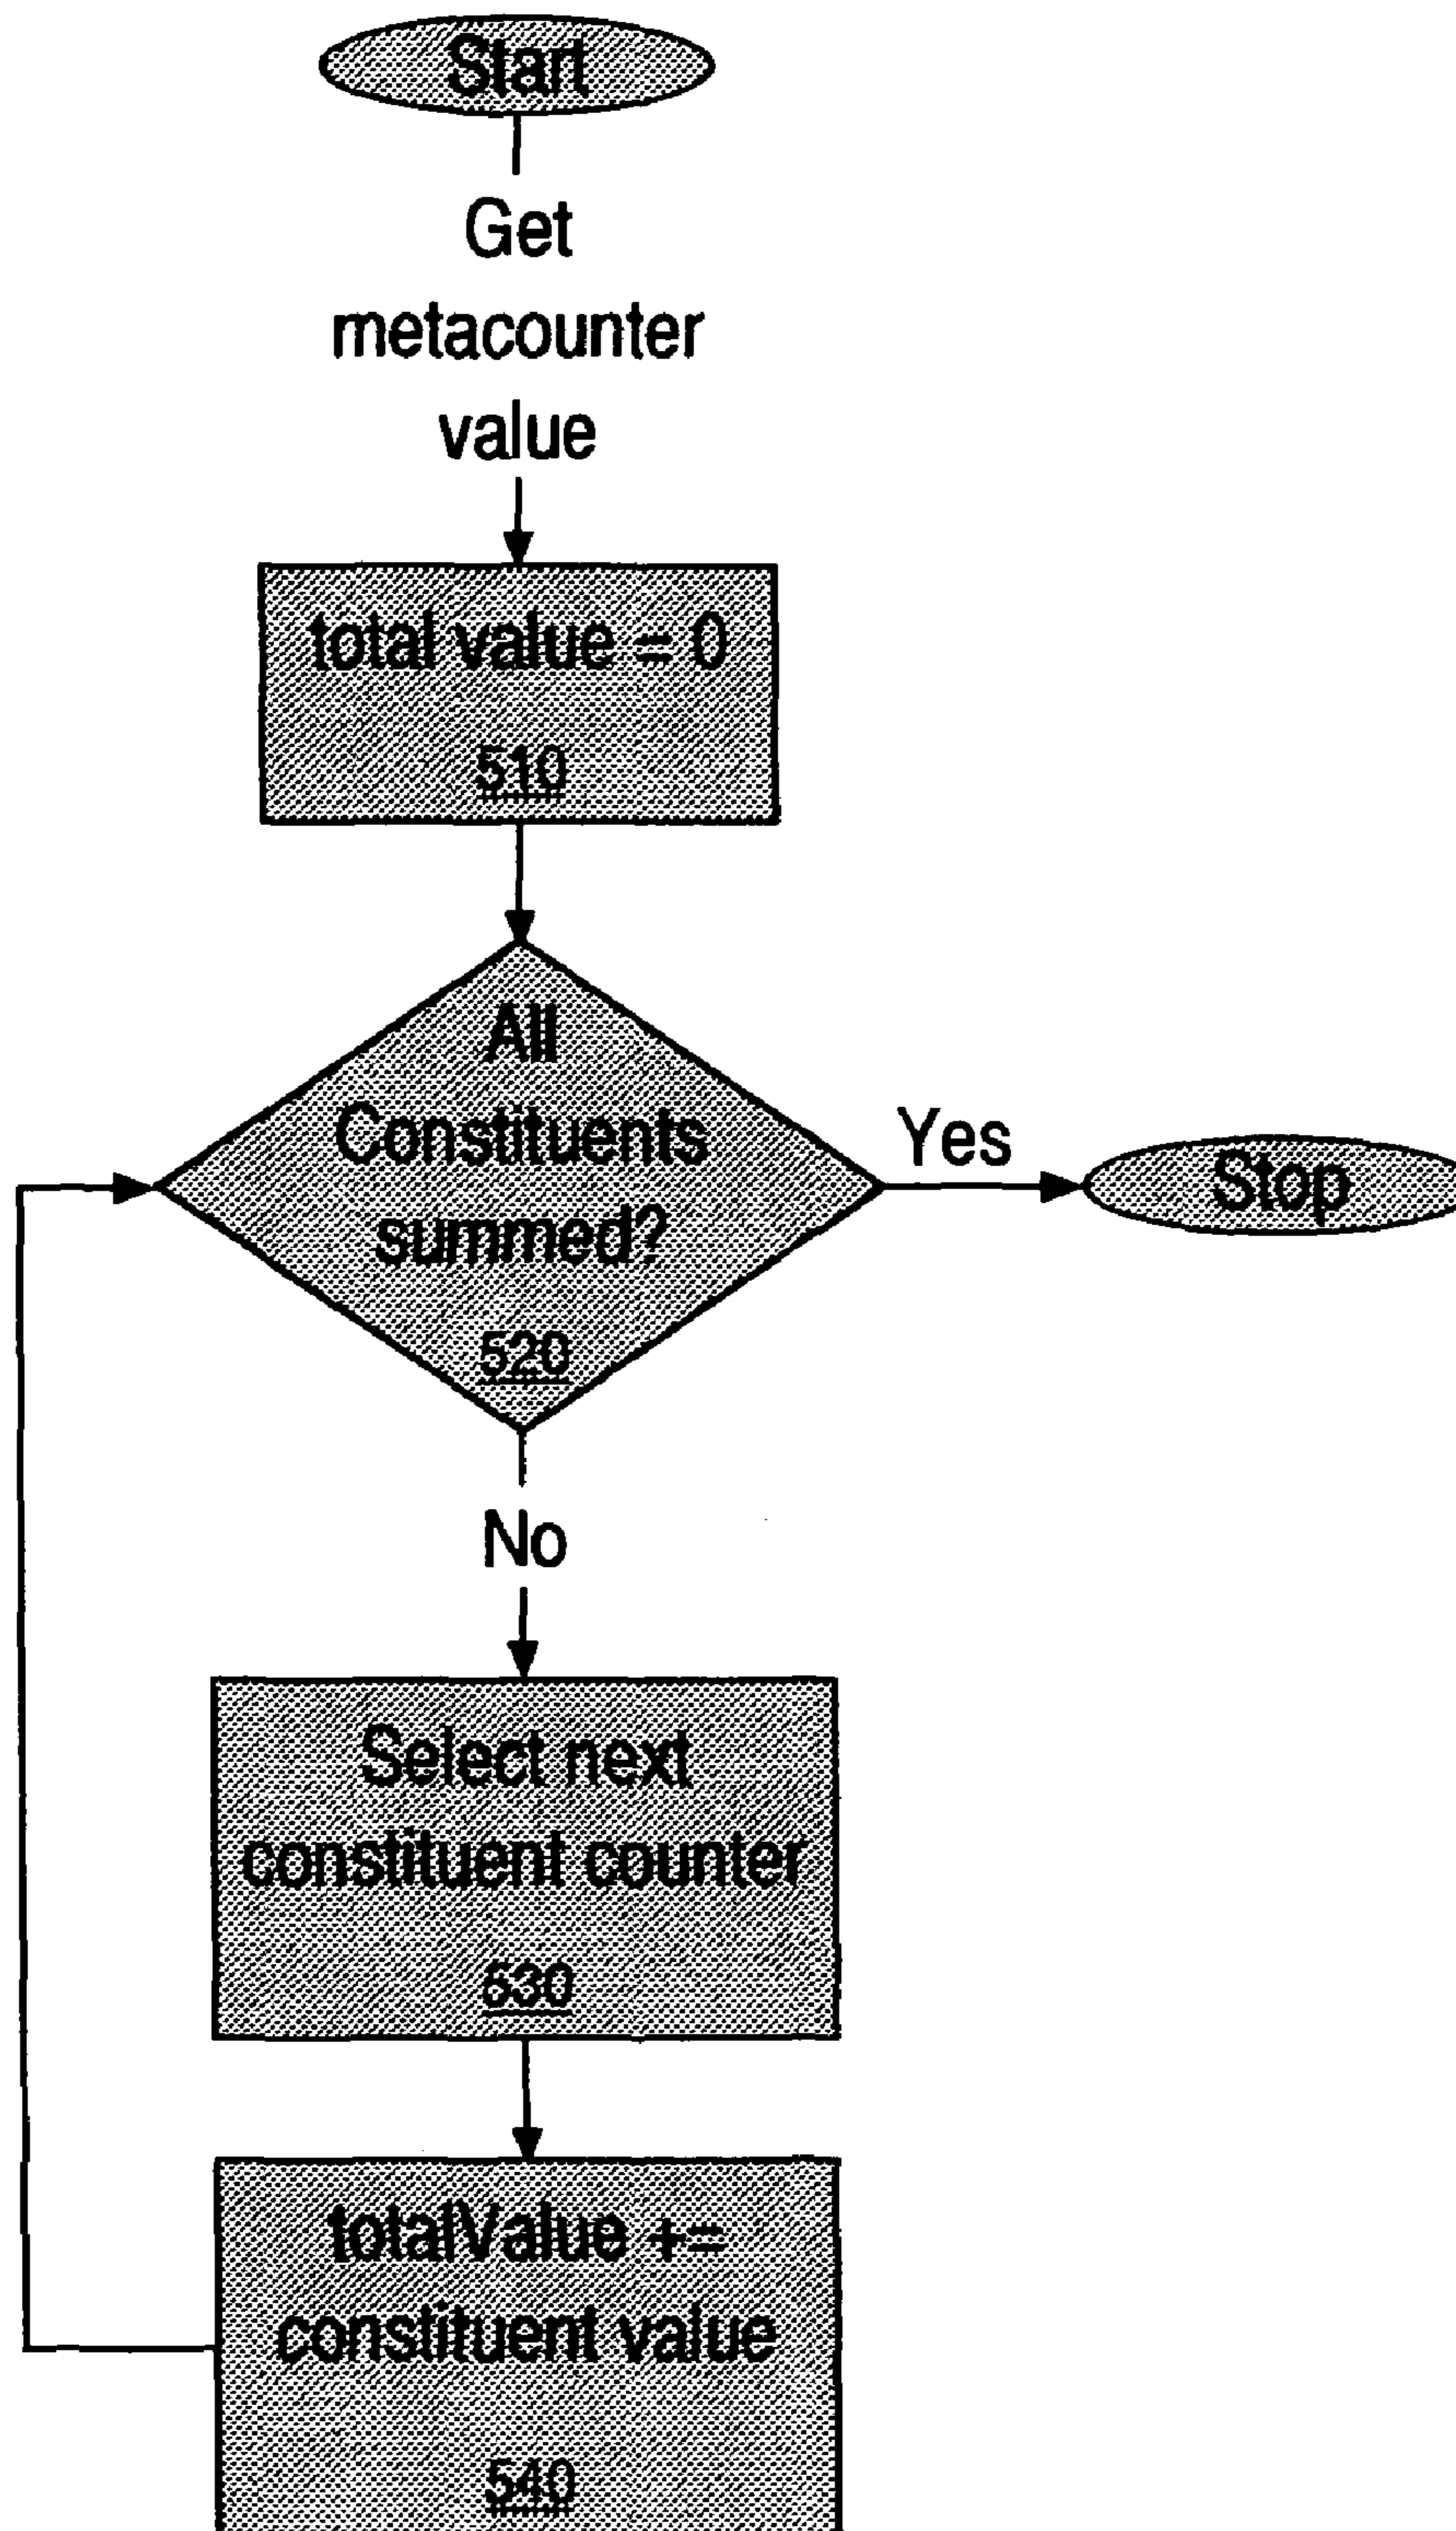 Start
Get
metacounter
value
total value = 0
510
All
Constituents
summed?
520
Yes
Stop
No
Select next
constituent counter
530
totalValue +=
constituent value
540